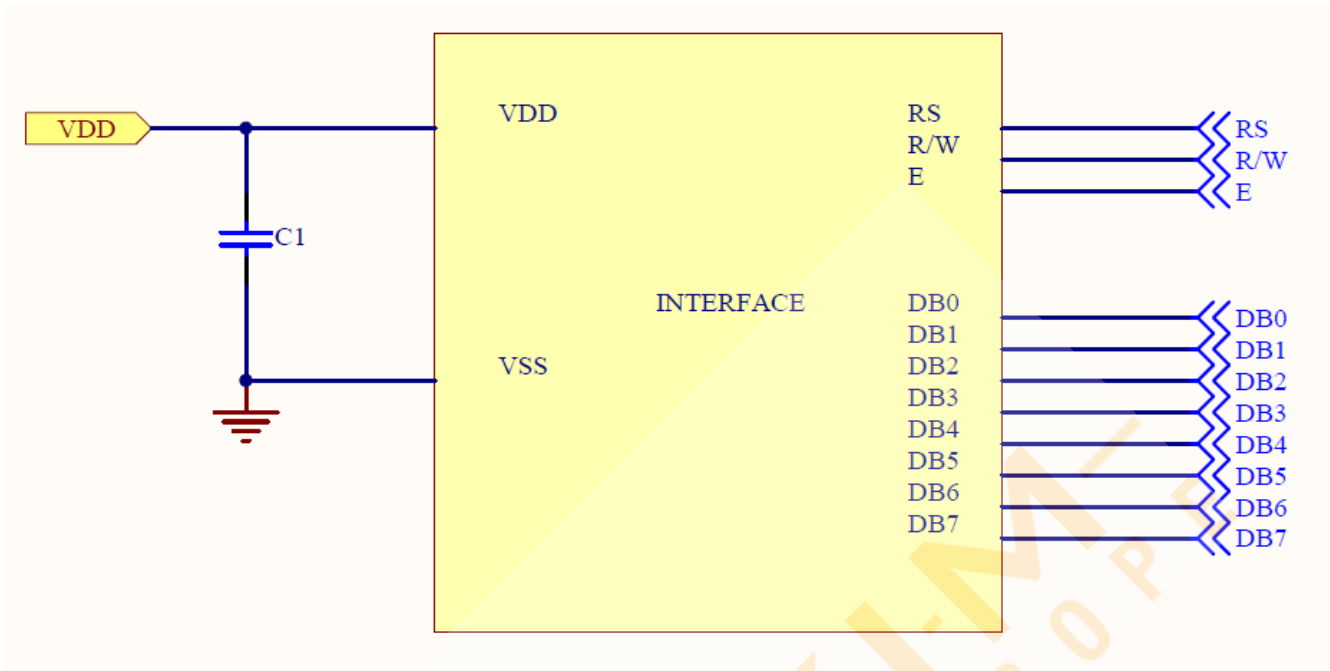 VDD
VDD
C1
VSS
INTERFACE
RS
R/W
E
DB0
DB1
DB2
DB3
DB4
DB5
DB6
DB7
RS
R/W
E
DB0
DB1
DB2
DB3
DB4
DB5
DB6
DB7